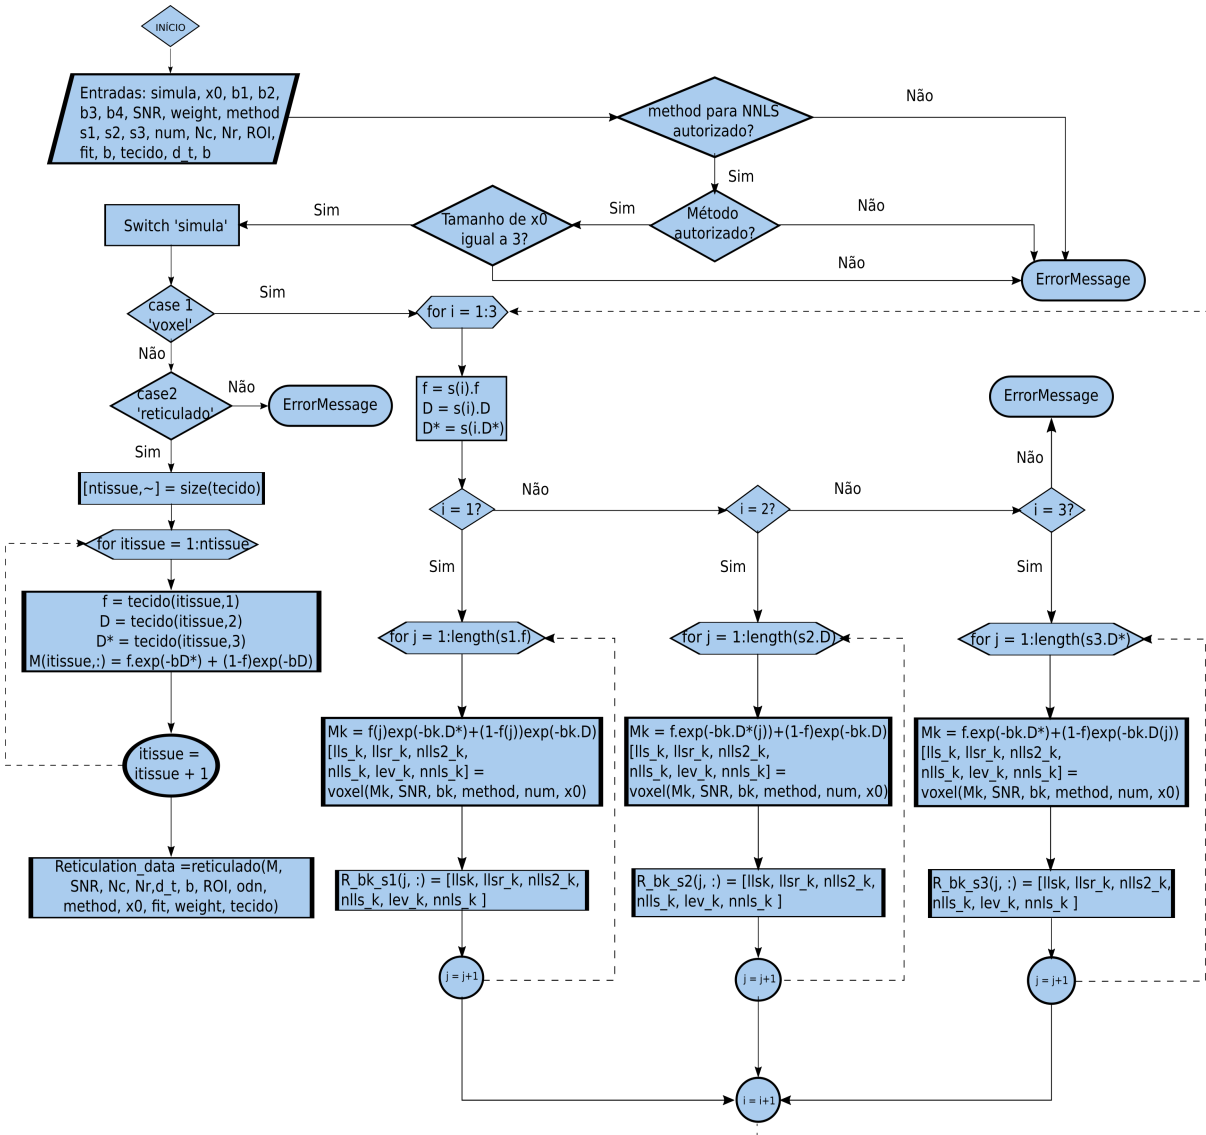 INÍCIO
Entradas: simula, x0, b1, b2,
b3, b4, SNR, weight, method
s1, s2, s3, num, Nc, Nr, ROI,
fit, b, tecido, d_t, b
method para NNLS
autorizado?
Não
Sim
Método
autorizado?
Não
Sim
Tamanho de x0
igual a 3?
Sim
Não
ErrorMessage
Switch 'simula'
case 1
'voxel'
Sim
Não
case2
'reticulado'
Não
ErrorMessage
Sim
[ntissue,~] = size(tecido)
for itissue = 1:ntissue
f = tecido(itissue,1)
D = tecido(itissue,2)
D* = tecido(itissue,3)
M(itissue,:) = f.exp(-bD*) + (1-f)exp(-bD)
itissue =
itissue + 1
Reticulation_data =reticulado(M,
SNR, Nc, Nr,d_t, b, ROI, odn,
method, x0, fit, weight, tecido)
for i = 1:3
f = s(i).f
D = s(i).D
D* = s(i.D*)
i = 1?
Não
i = 2?
Não
i = 3?
Não
ErrorMessage
Sim
for j = 1:length(s1.f)
Mk = f(j)exp(-bk.D*)+(1-f(j))exp(-bk.D)
[lls_k, llsr_k, nlls2_k,
nlls_k, lev_k, nnls_k] =
voxel(Mk, SNR, bk, method, num, x0)
R_bk_s1(j, :) = [llsk, llsr_k, nlls2_k,
nlls_k, lev_k, nnls_k ]
j = j+1
Sim
for j = 1:length(s2.D)
Mk = f.exp(-bk.D*(j))+(1-f)exp(-bk.D)
[lls_k, llsr_k, nlls2_k,
nlls_k, lev_k, nnls_k] =
voxel(Mk, SNR, bk, method, num, x0)
R_bk_s2(j, :) = [llsk, llsr_k, nlls2_k,
nlls_k, lev_k, nnls_k ]
j = j+1
Sim
for j = 1:length(s3.D*)
Mk = f.exp(-bk.D*)+(1-f)exp(-bk.D(j))
[lls_k, llsr_k, nlls2_k,
nlls_k, lev_k, nnls_k] =
voxel(Mk, SNR, bk, method, num, x0)
R_bk_s3(j, :) = [llsk, llsr_k, nlls2_k,
nlls_k, lev_k, nnls_k ]
j = j+1
i = i+1